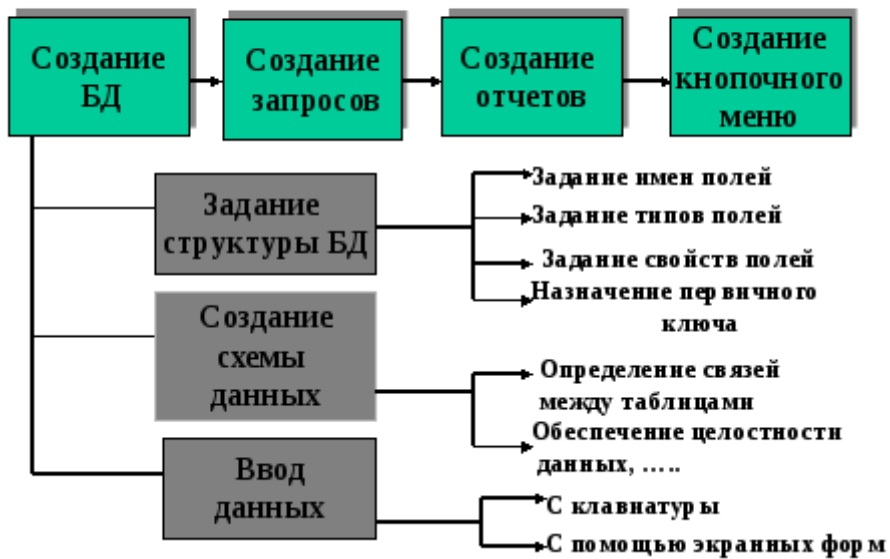 Создание
БД
Создание
запросов
Создание
отчетов
Создание
кнопочного
меню
Задание
структуры БД
Задание имен полей
Задание типов полей
Задание свойств полей
Назначение первичного
ключа
Создание
схемы
данных
Определение связей
между таблицами
Обеспечение целостности
данных, …..
Ввод
данных
С клавиатуры
С помощью экранных форм